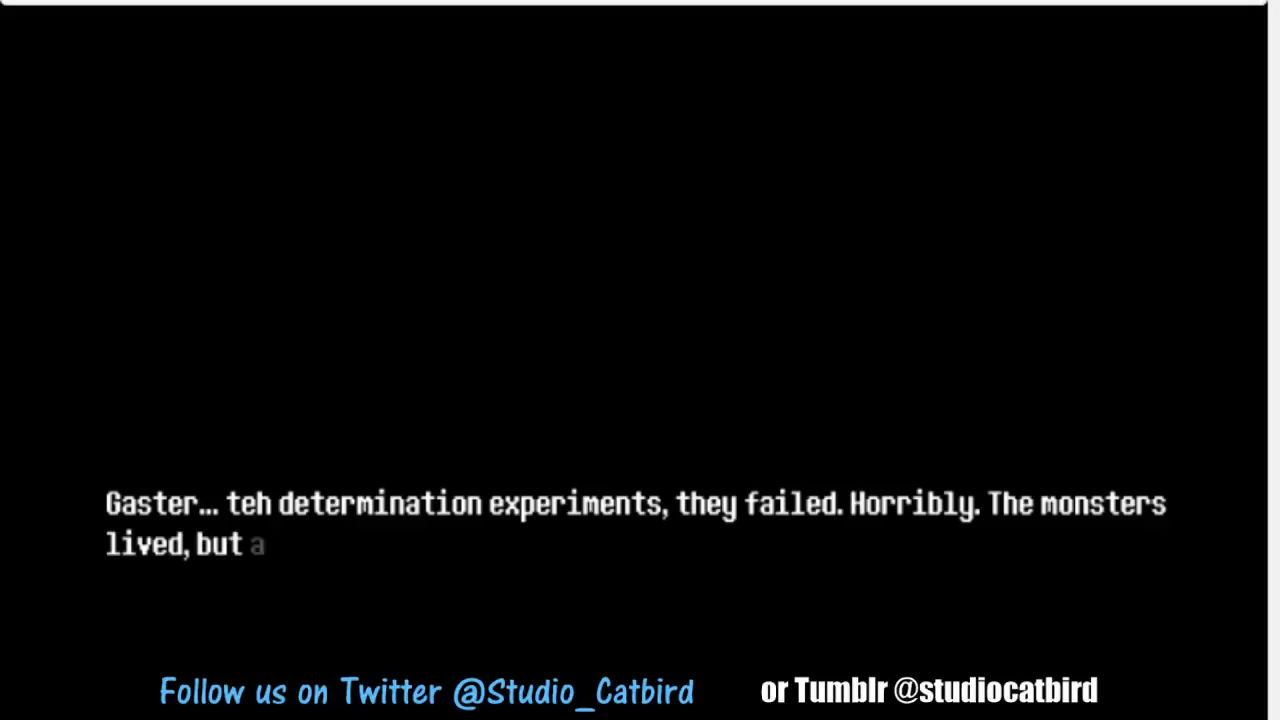 Gaster... teh determination experiments, they failed. Horribly. The monsters
lived, but a
Follow us on Twitter @Studio_Catbird or Tumblr @studiocatbird